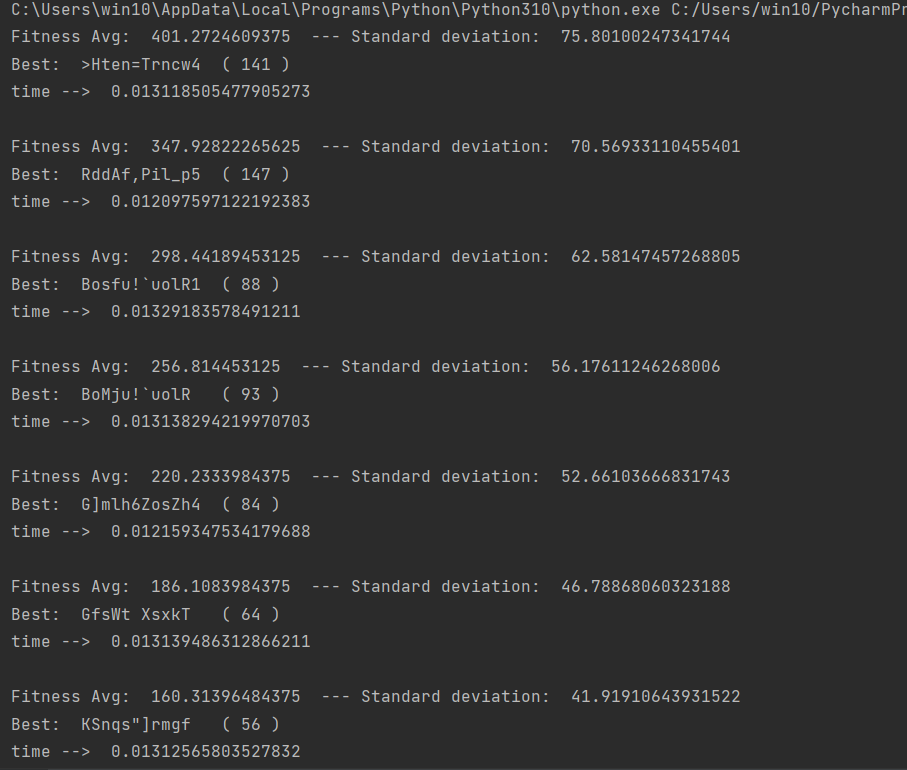 C:\Users\win10\AppData\Local\Programs\Python\Python310\python.exe C:/Users/win10/PycharmPr
Fitness Avg:  401.2724609375  --- Standard deviation:  75.80100247341744
Best:  >Hten=Trncw4  ( 141 )
time -->  0.013118505477905273
Fitness Avg:  347.92822265625  --- Standard deviation:  70.56933110455401
Best:  RddAf,Pil_p5  ( 147 )
time -->  0.012097597122192383
Fitness Avg:  298.44189453125  --- Standard deviation:  62.58147457268805
Best:  Bosfu!`uolR1  ( 88 )
time -->  0.01329183578491211
Fitness Avg:  256.814453125  --- Standard deviation:  56.17611246268006
Best:  BoMju!`uolR   ( 93 )
time -->  0.013138294219970703
Fitness Avg:  220.2333984375  --- Standard deviation:  52.66103666831743
Best:  G]mlh6ZosZh4  ( 84 )
time -->  0.012159347534179688
Fitness Avg:  186.1083984375  --- Standard deviation:  46.78868060323188
Best:  GfsWt XsxkT   ( 64 )
time -->  0.013139486312866211
Fitness Avg:  160.31396484375  --- Standard deviation:  41.91910643931522
Best:  KSnqs"]rmgf   ( 56 )
time -->  0.01312565803527832